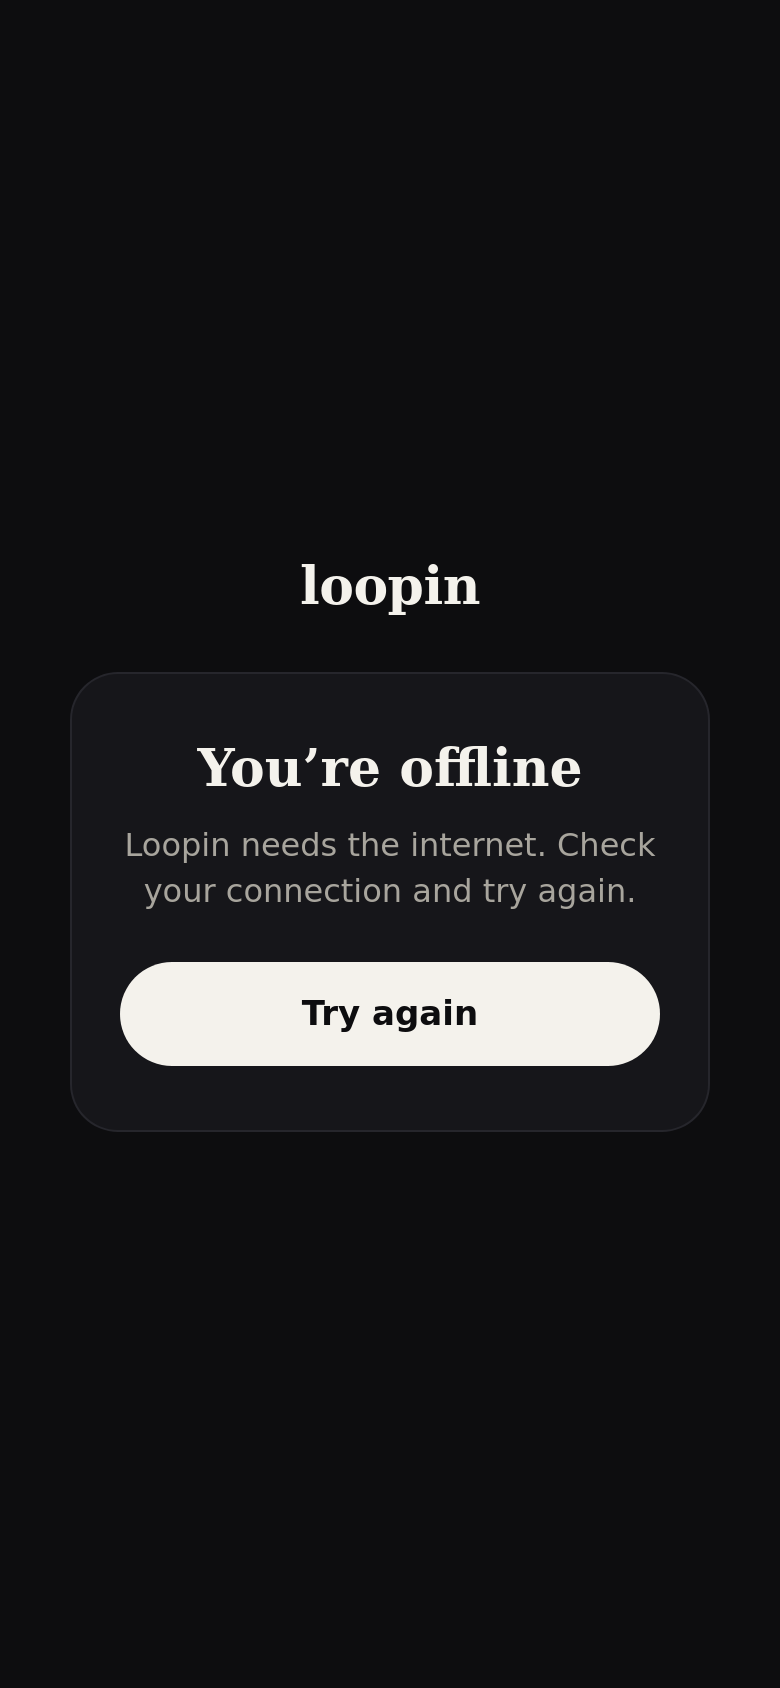 loopin
You’re offline
Loopin needs the internet. Check
your connection and try again.
Try again